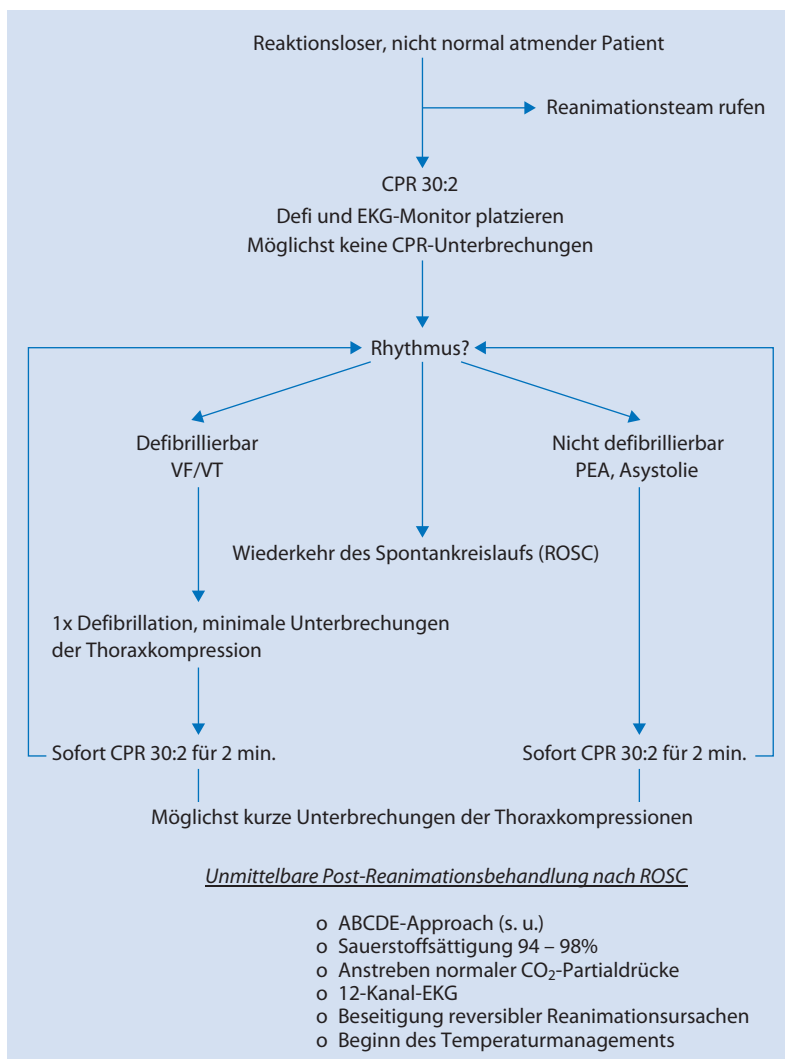 Reaktionsloser, nicht normal atmender Patient
Reanimationsteam rufen
CPR 30:2
Defi und EKG-Monitor platzieren
Möglichst keine CPR-Unterbrechungen
Rhythmus?
Defibrillierbar
VF/VT
Nicht defibrillierbar
PEA, Asystolie
Wiederkehr des Spontankreislaufs (ROSC)
1x Defibrillation, minimale Unterbrechungen
der Thoraxkompression
Sofort CPR 30:2 für 2 min.
Sofort CPR 30:2 für 2 min.
Möglichst kurze Unterbrechungen der Thoraxkompressionen
Unmittelbare Post-Reanimationsbehandlung nach ROSC
o ABCDE-Approach (s. u.)
o Sauerstoffsättigung 94 – 98%
o Anstreben normaler CO₂-Partialdrücke
o 12-Kanal-EKG
o Beseitigung reversibler Reanimationsursachen
o Beginn des Temperaturmanagements